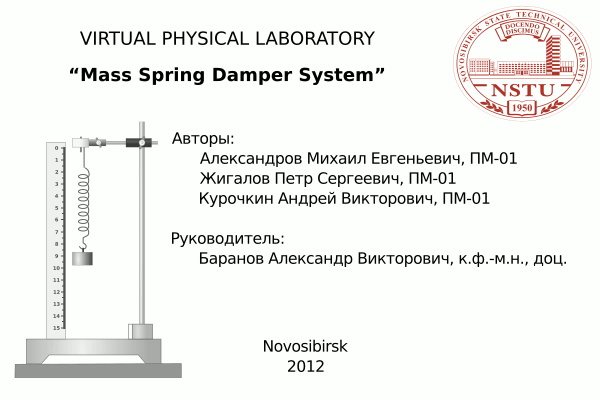 VIRTUAL PHYSICAL LABORATORY
“Mass Spring Damper System”
NOVOSIBIRSK STATE TECHNICAL UNIVERSITY
DOCENDO
DISCIMUS
NSTU
1950
Авторы:
Александров Михаил Евгеньевич, ПМ-01
Жигалов Петр Сергеевич, ПМ-01
Курочкин Андрей Викторович, ПМ-01
Руководитель:
Баранов Александр Викторович, к.ф.-м.н., доц.
0
1
2
3
4
5
6
7
8
9
10
11
12
13
14
15
Novosibirsk
2012